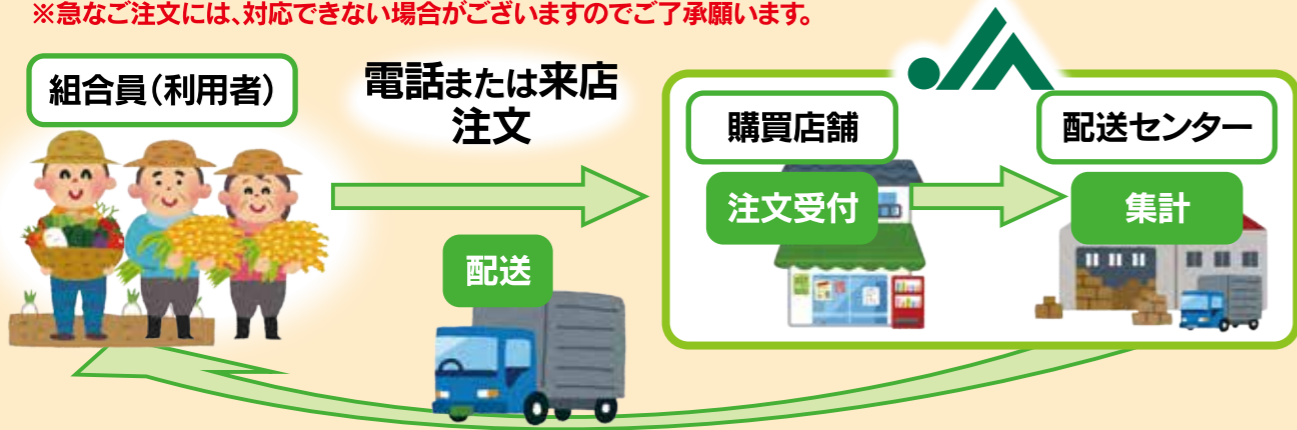 ※急なご注文には、対応できない場合がございますのでご了承願います。
組合員（利用者）
電話または来店
注文
JA
購買店舗
配送センター
注文受付
集計
配送